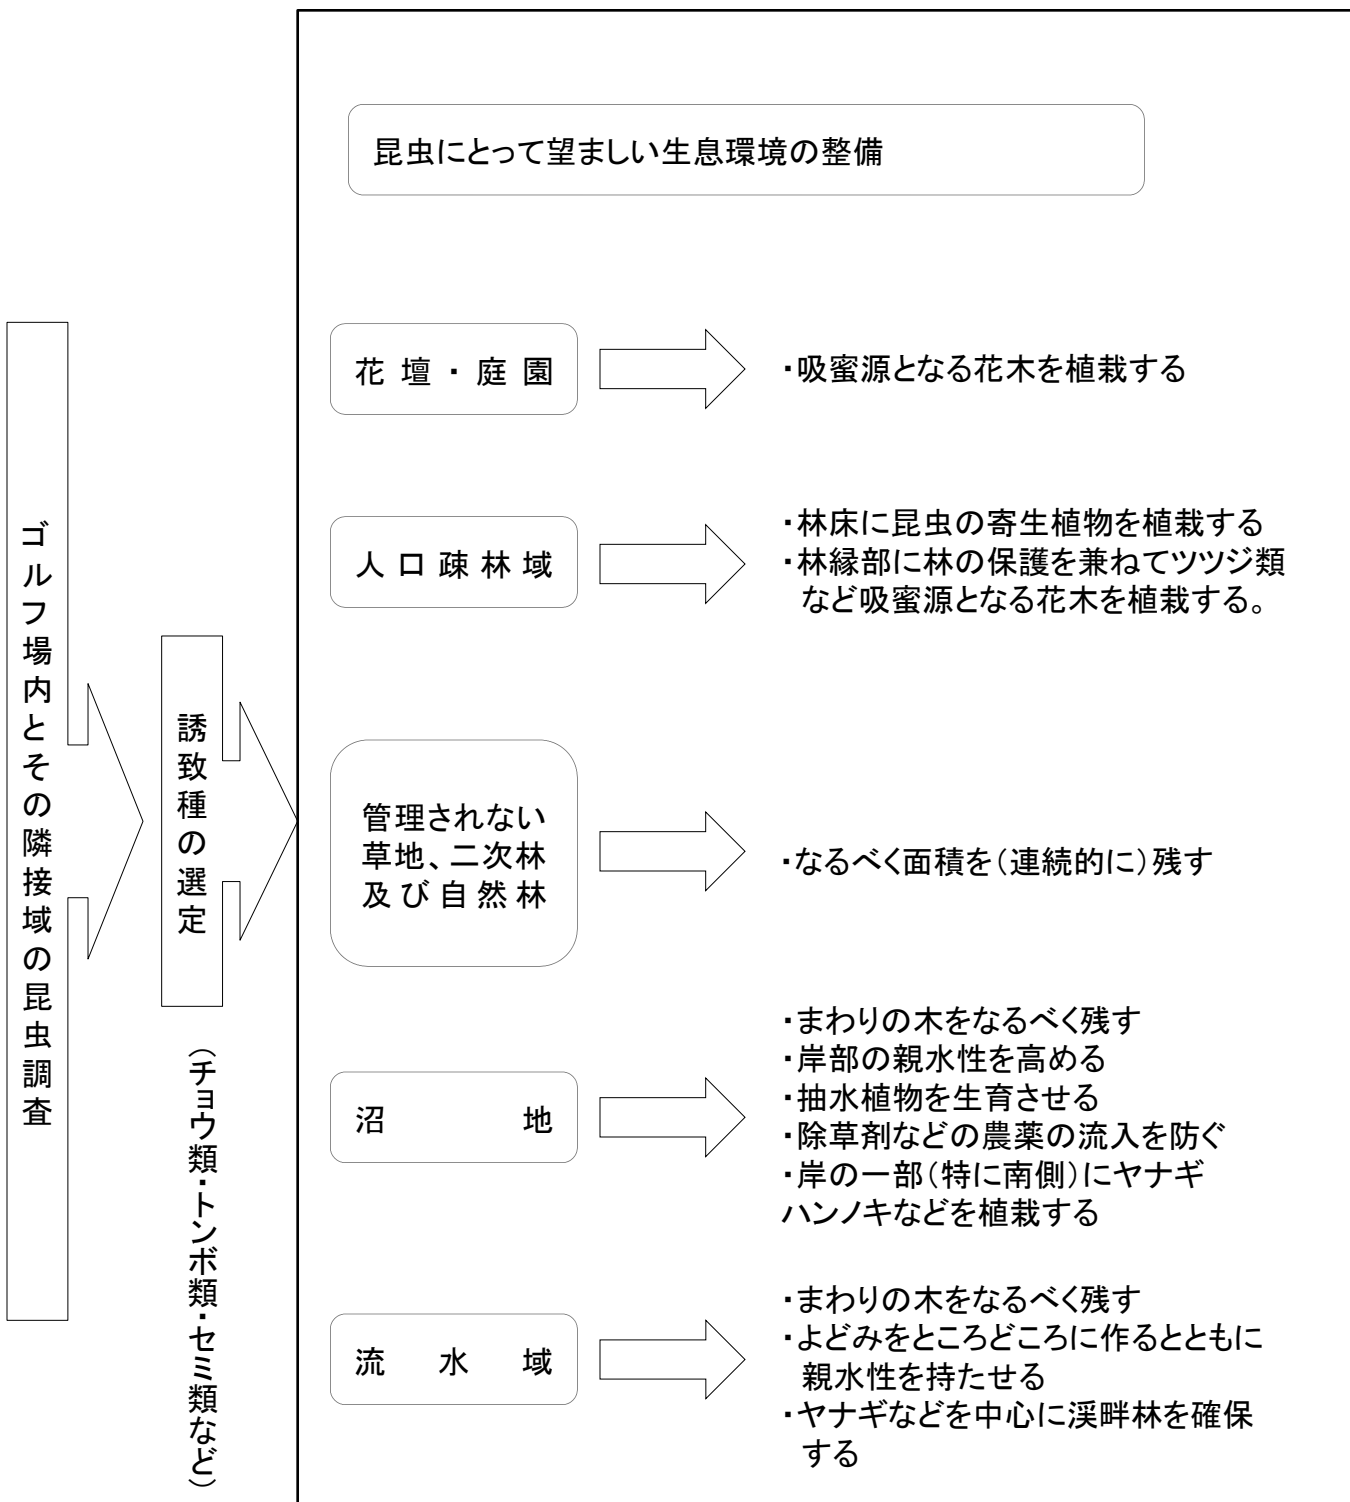 昆虫にとって望ましい生息環境の整備
ゴルフ場内とその隣接域の昆虫調査
誘致種の選定
（チョウ類・トンボ類・セミ類など）
花壇・庭園
・吸蜜源となる花木を植栽する
人口疎林域
・林床に昆虫の寄生植物を植栽する
・林縁部に林の保護を兼ねてツツジ類
など吸蜜源となる花木を植栽する。
管理されない
草地、二次林
及び自然林
・なるべく面積を（連続的に）残す
沼地
・まわりの木をなるべく残す
・岸部の親水性を高める
・抽水植物を生育させる
・除草剤などの農薬の流入を防ぐ
・岸の一部（特に南側）にヤナギ
ハンノキなどを植栽する
流水域
・まわりの木をなるべく残す
・よどみをところどころに作るとともに
親水性を持たせる
・ヤナギなどを中心に渓畔林を確保
する